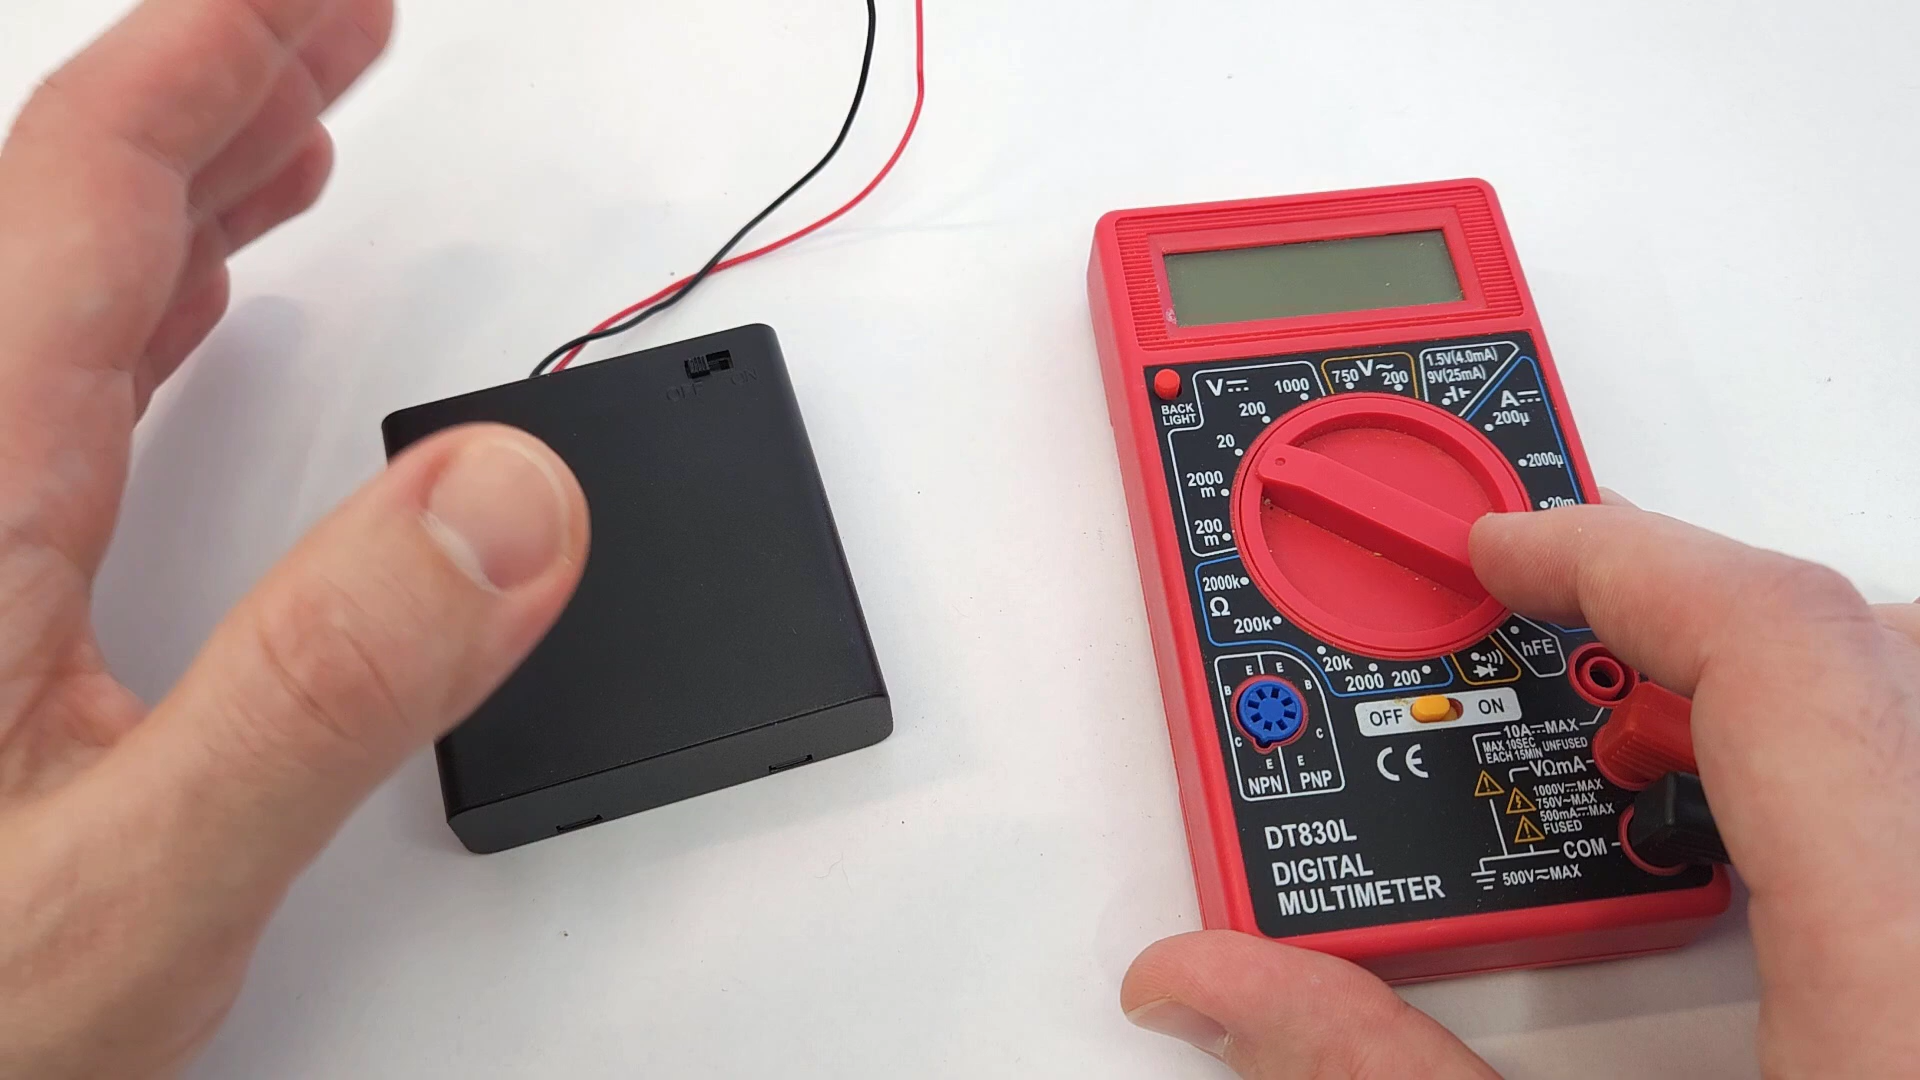 OFF ON
BACK
LIGHT
V⎓ 1000
200
20
2000
m
200
m
750 V~ 200
1.5V(4.0mA)
9V(25mA)
A⎓
200µ
2000µ
20m
2000k
Ω
200k
20k
2000 200
hFE
OFF ON
E E
B B
C C
E E
NPN PNP
CE
10A⎓MAX
MAX 10SEC UNFUSED
EACH 15MIN
VΩmA
1000V⎓MAX
750V~MAX
500mA⎓MAX
FUSED
COM
500V≂MAX
DT830L
DIGITAL
MULTIMETER